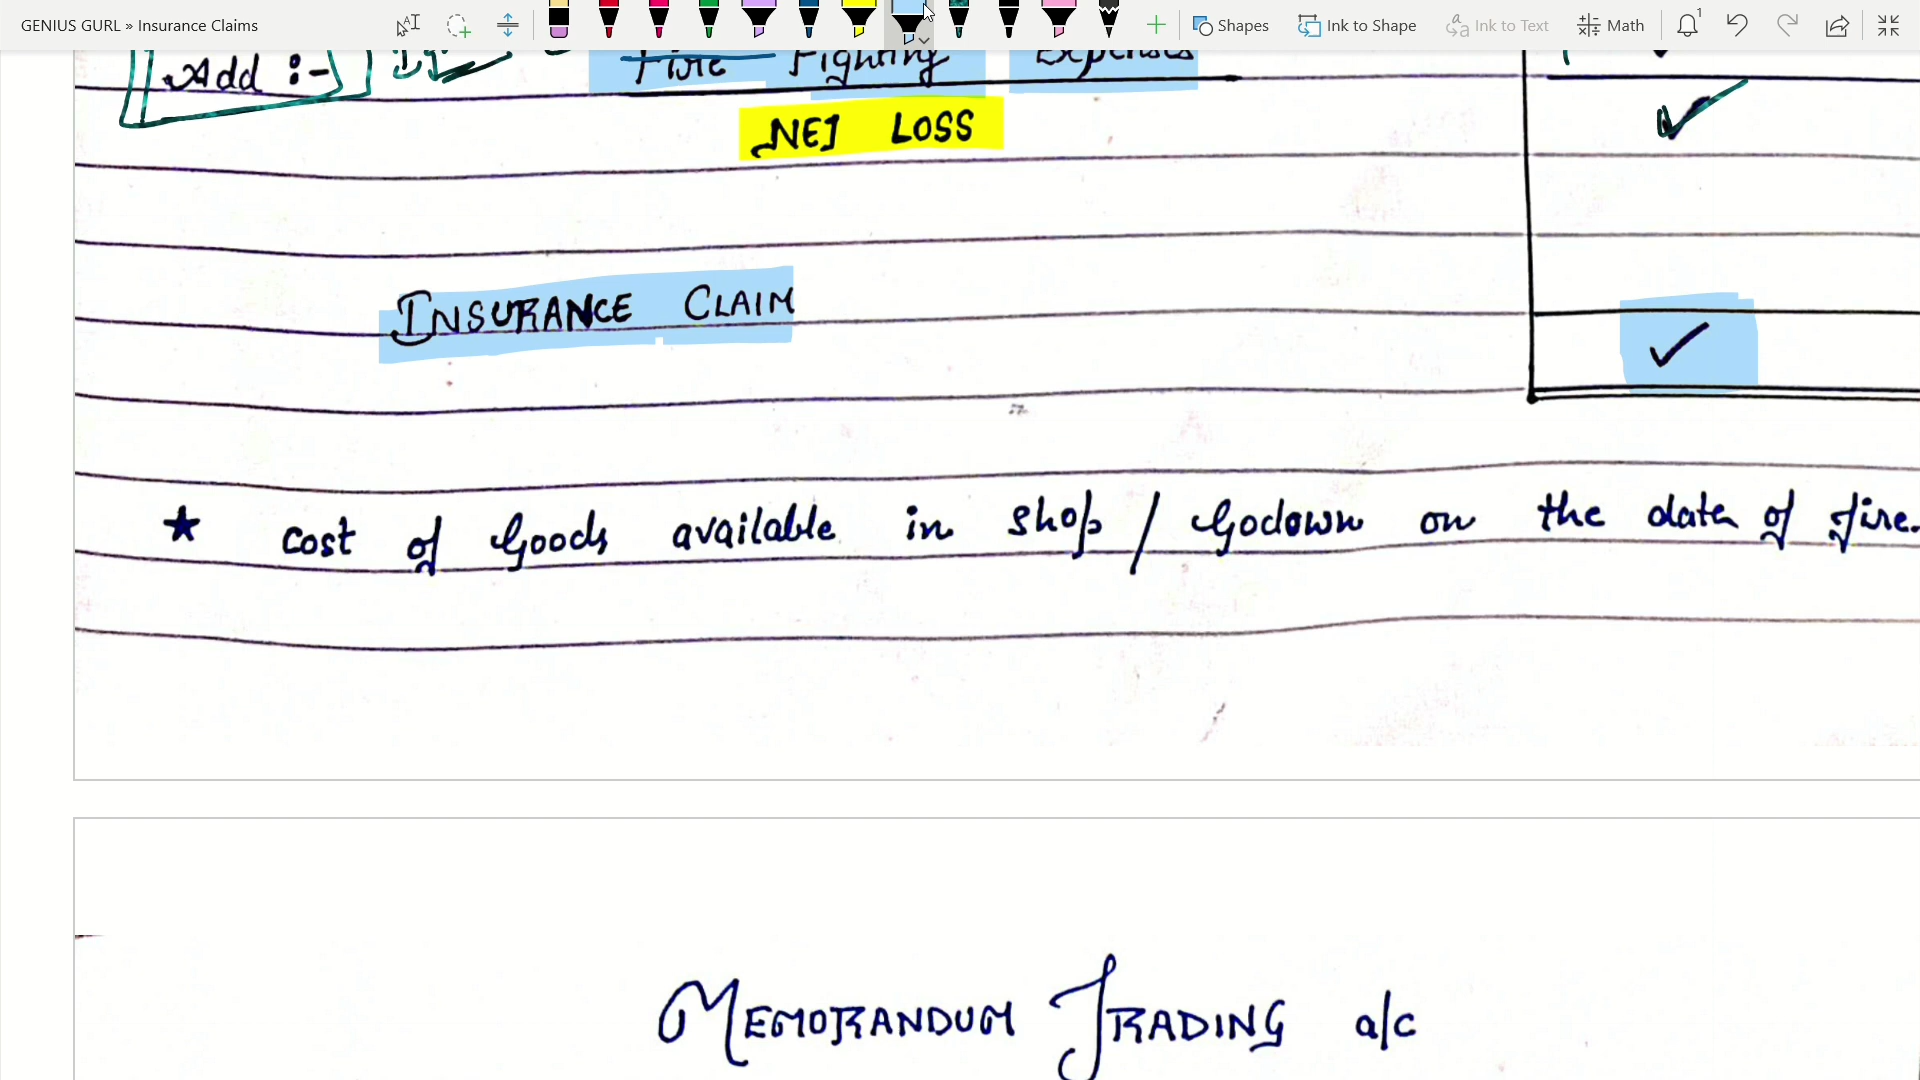 GENIUS GURL » Insurance Claims
Shapes
Ink to Shape
Ink to Text
Math
1
Add :-
Fire Fighting Expenses
NET LOSS
INSURANCE CLAIM
★ cost of Goods available in shop / Godown on the date of fire.
MEMORANDUM TRADING a/c